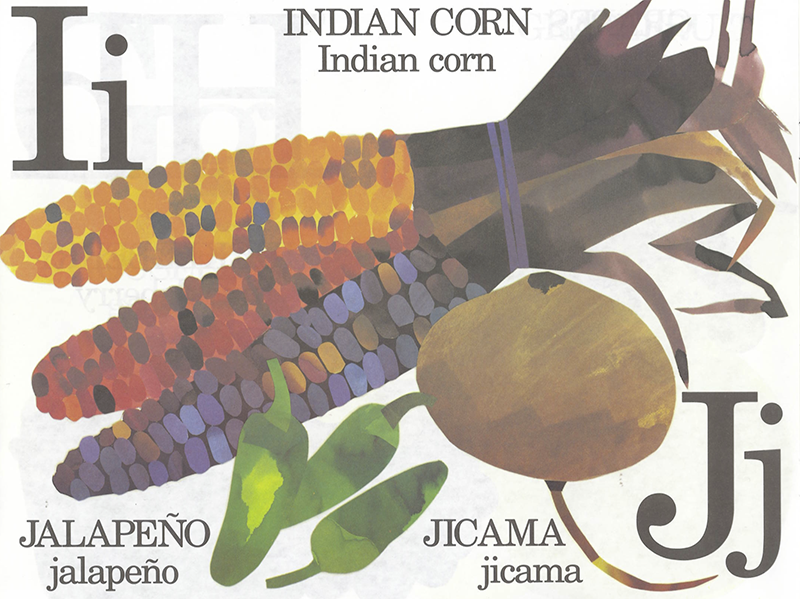 Ii
INDIAN CORN
Indian corn
JALAPEÑO
jalapeño
JICAMA
jicama
Jj